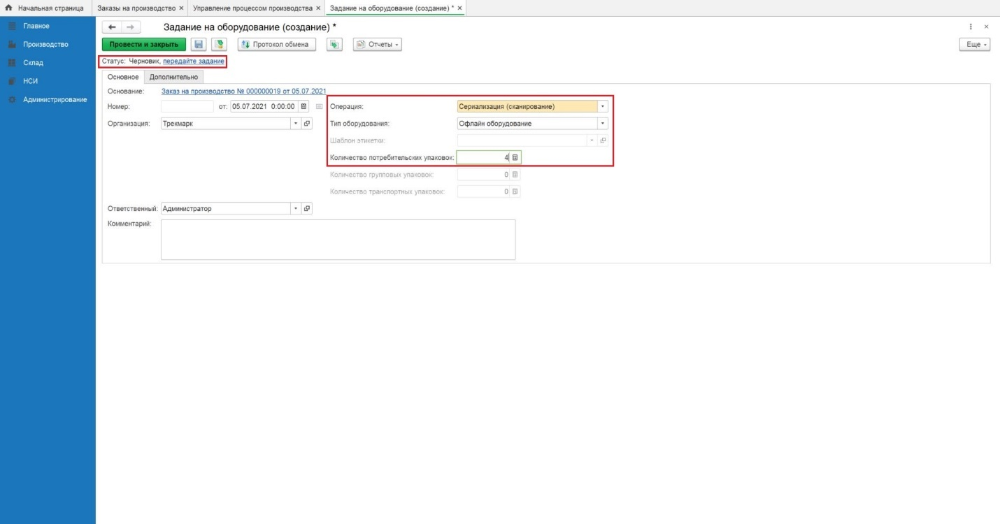 Начальная страница Заказы на производство × Управление процессом производства × Задание на оборудование (создание) * ×
Главное
Производство
Склад
НСИ
Администрирование
Задание на оборудование (создание) *
Провести и закрыть Протокол обмена Отчеты Еще
Статус: Черновик, передайте задание
Основное Дополнительно
Основание: Заказ на производство № 000000019 от 05.07.2021
Номер: от: 05.07.2021 0:00:00 Операция: Сериализация (сканирование)
Организация: Трекмарк Тип оборудования: Офлайн оборудование
Шаблон этикетки:
Количество потребительских упаковок: 4
Количество групповых упаковок: 0
Количество транспортных упаковок: 0
Ответственный: Администратор
Комментарий: